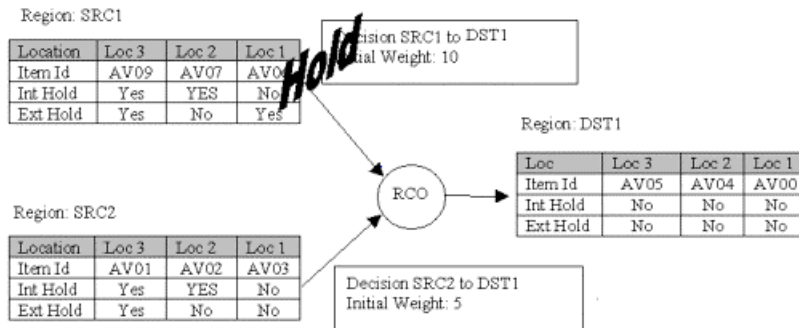 Region: SRC1
Location Loc 3 Loc 2 Loc 1
Item Id AV09 AV07
Int Hold Yes YES No
Ext Hold Yes No Yes
Hold
SRC1 to DST1
Weight: 10
Region: DST1
Loc Loc 3 Loc 2 Loc 1
Item Id AV05 AV04 AV00
Int Hold No No No
Ext Hold No No No
RCO
Region: SRC2
Location Loc 3 Loc 2 Loc 1
Item Id AV01 AV02 AV03
Int Hold Yes YES No
Ext Hold Yes No No
Decision SRC2 to DST1
Initial Weight: 5